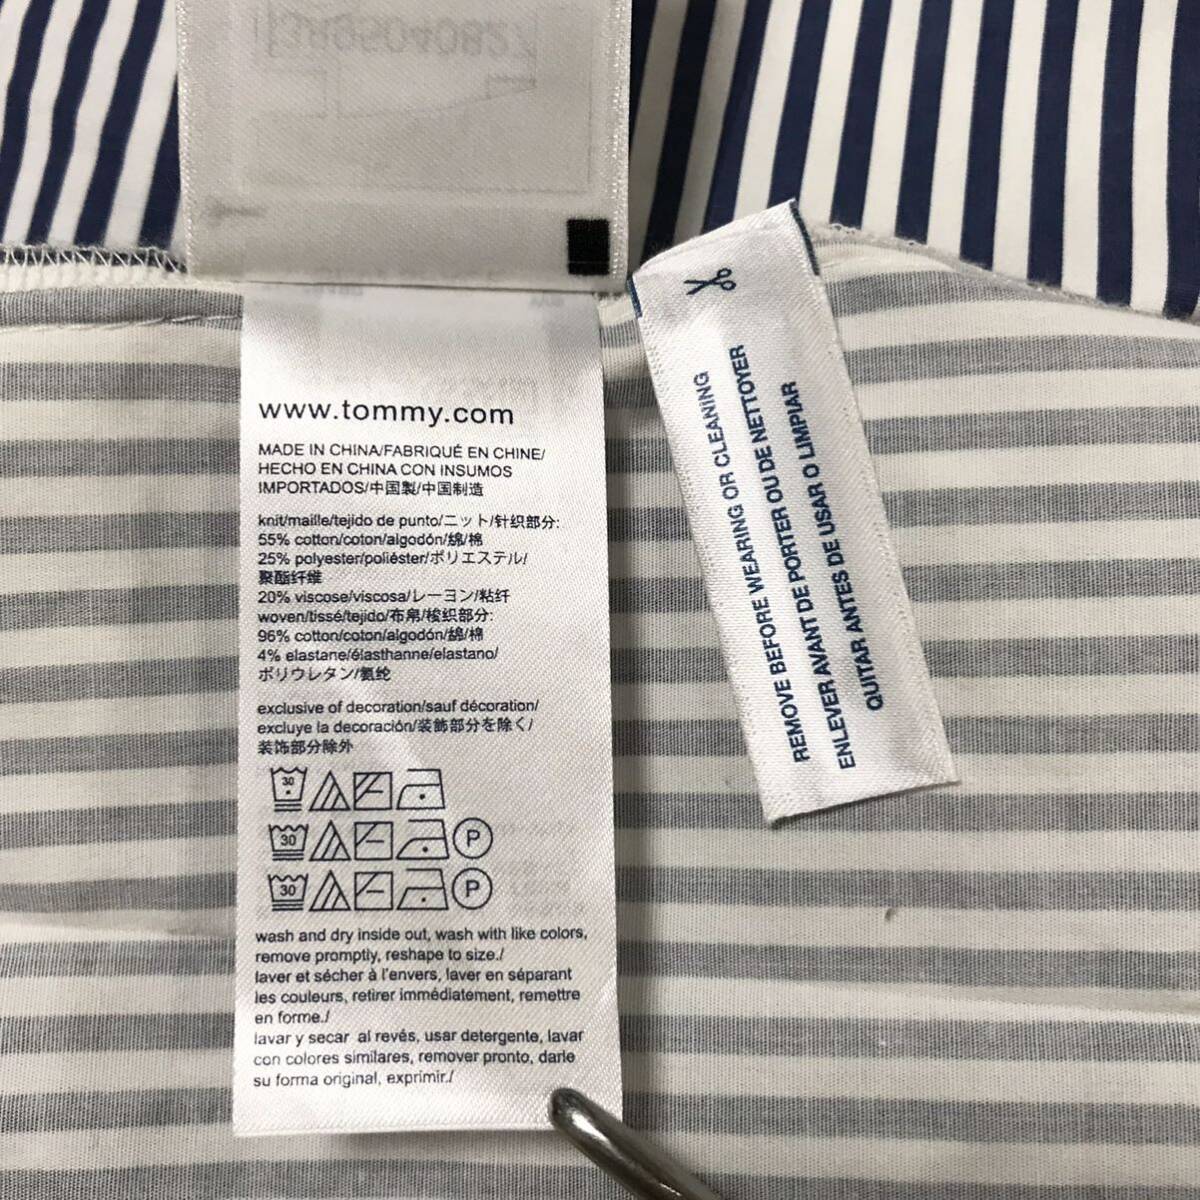 www.tommy.com
MADE IN CHINA/FABRIQUÉ EN CHINE/
HECHO EN CHINA CON INSUMOS
IMPORTADOS/中国製/中国制造
knit/maille/tejido de punto/ニット/针织部分:
55% cotton/coton/algodón/綿/棉
25% polyester/poliéster/ポリエステル/
聚酯纤维
20% viscose/viscosa/レーヨン/粘纤
woven/tissé/tejido/布帛/梭织部分:
96% cotton/coton/algodón/綿/棉
4% elastane/élasthanne/elastano/
ポリウレタン/氨纶
exclusive of decoration/sauf décoration/
excluye la decoración/装飾部分を除く/
装饰部分除外
30
30 P
30 P
wash and dry inside out, wash with like colors,
remove promptly, reshape to size./
laver et sécher à l'envers, laver en séparant
les couleurs, retirer immédiatement, remettre
en forme./
lavar y secar al revés, usar detergente, lavar
con colores similares, remover pronto, darle
su forma original, exprimir./
REMOVE BEFORE WEARING OR CLEANING
ENLEVER AVANT DE PORTER OU DE NETTOYER
QUITAR ANTES DE USAR O LIMPIAR